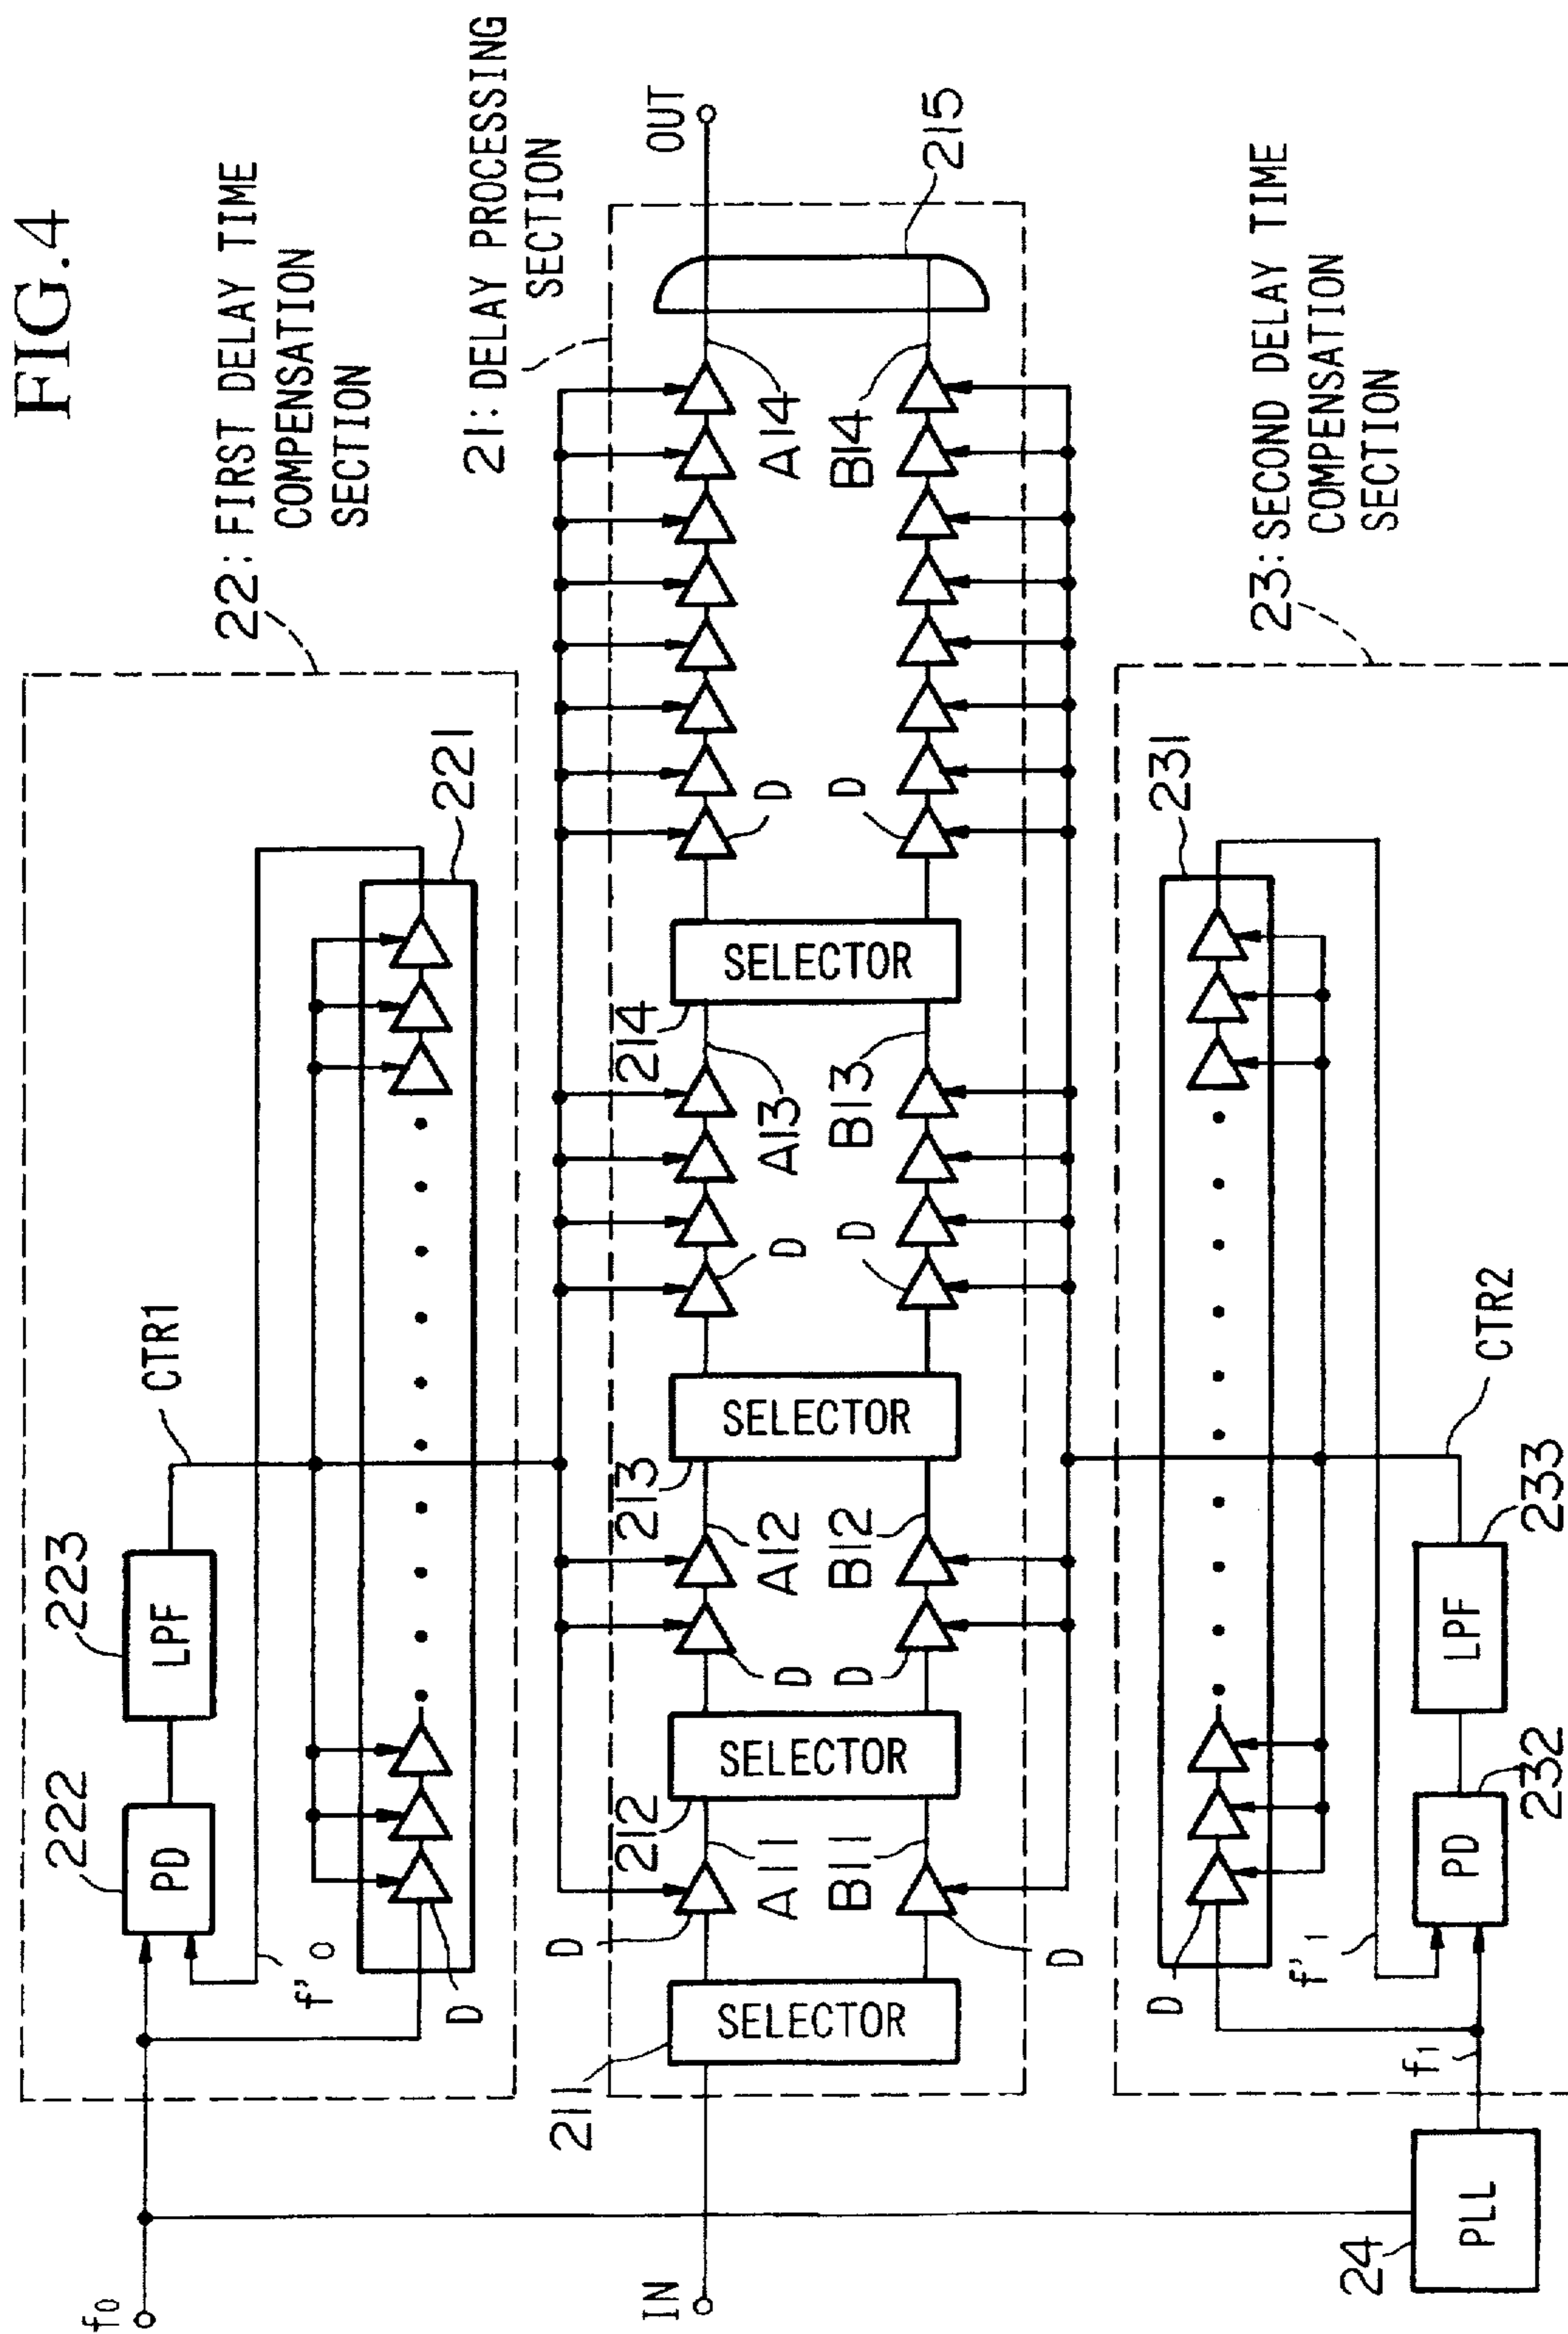 FIG.4
22: FIRST DELAY TIME
COMPENSATION
SECTION
f0
222
PD
223
LPF
CTR1
f'0
D
221
21: DELAY PROCESSING
SECTION
IN
211
SELECTOR
D
A11
B11
D
212
SELECTOR
D
D
A12
B12
213
SELECTOR
D
D
A13
B13
214
SELECTOR
D
D
A14
B14
OUT
215
23: SECOND DELAY TIME
COMPENSATION
SECTION
231
D
f'1
f1
24
PLL
PD
232
LPF
233
CTR2